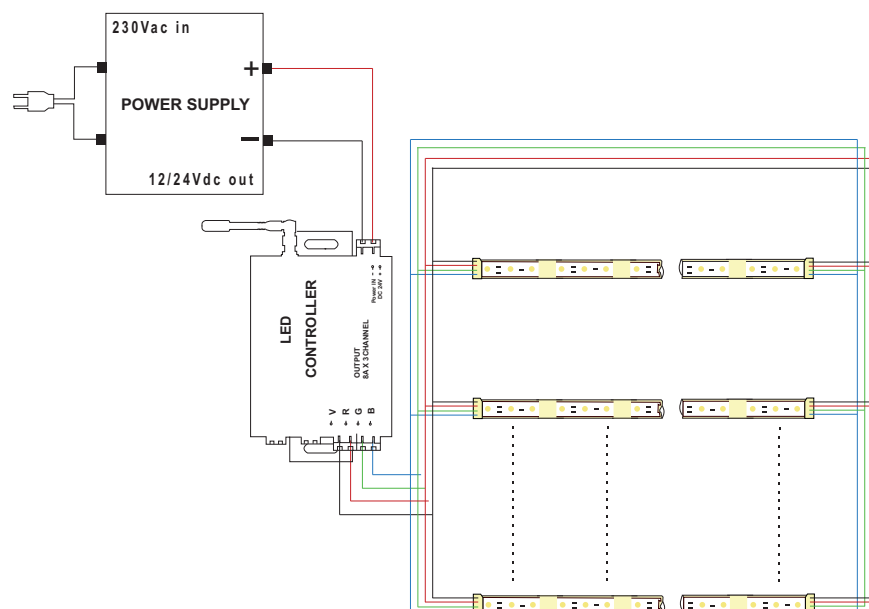 230Vac in
+
POWER SUPPLY
−
12/24Vdc out
LED
CONTROLLER
Power IN - +
DC 24V +
OUTPUT
8A X 3 CHANNEL
V
R
G
B